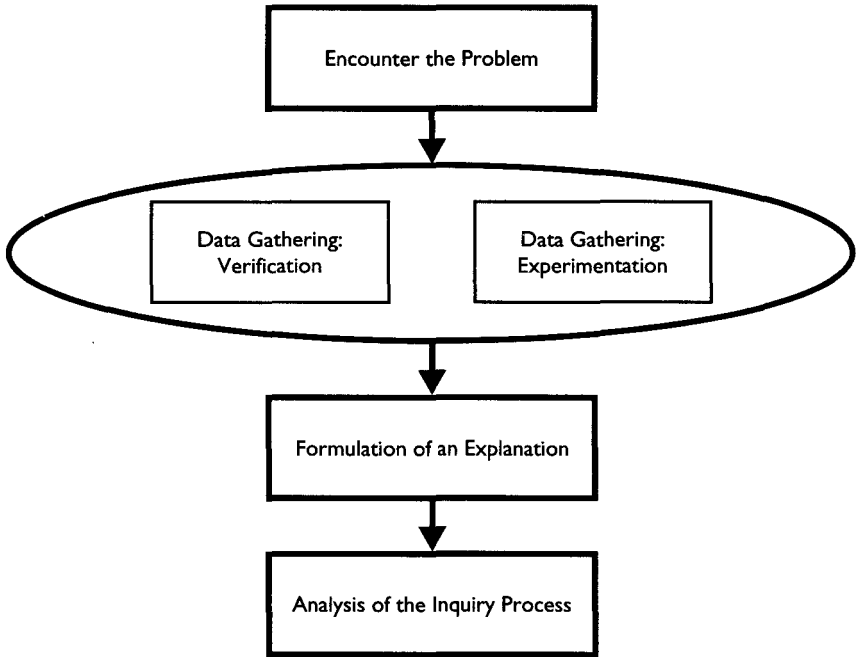 Encounter the Problem
Data Gathering:
Verification
Data Gathering:
Experimentation
Formulation of an Explanation
Analysis of the Inquiry Process